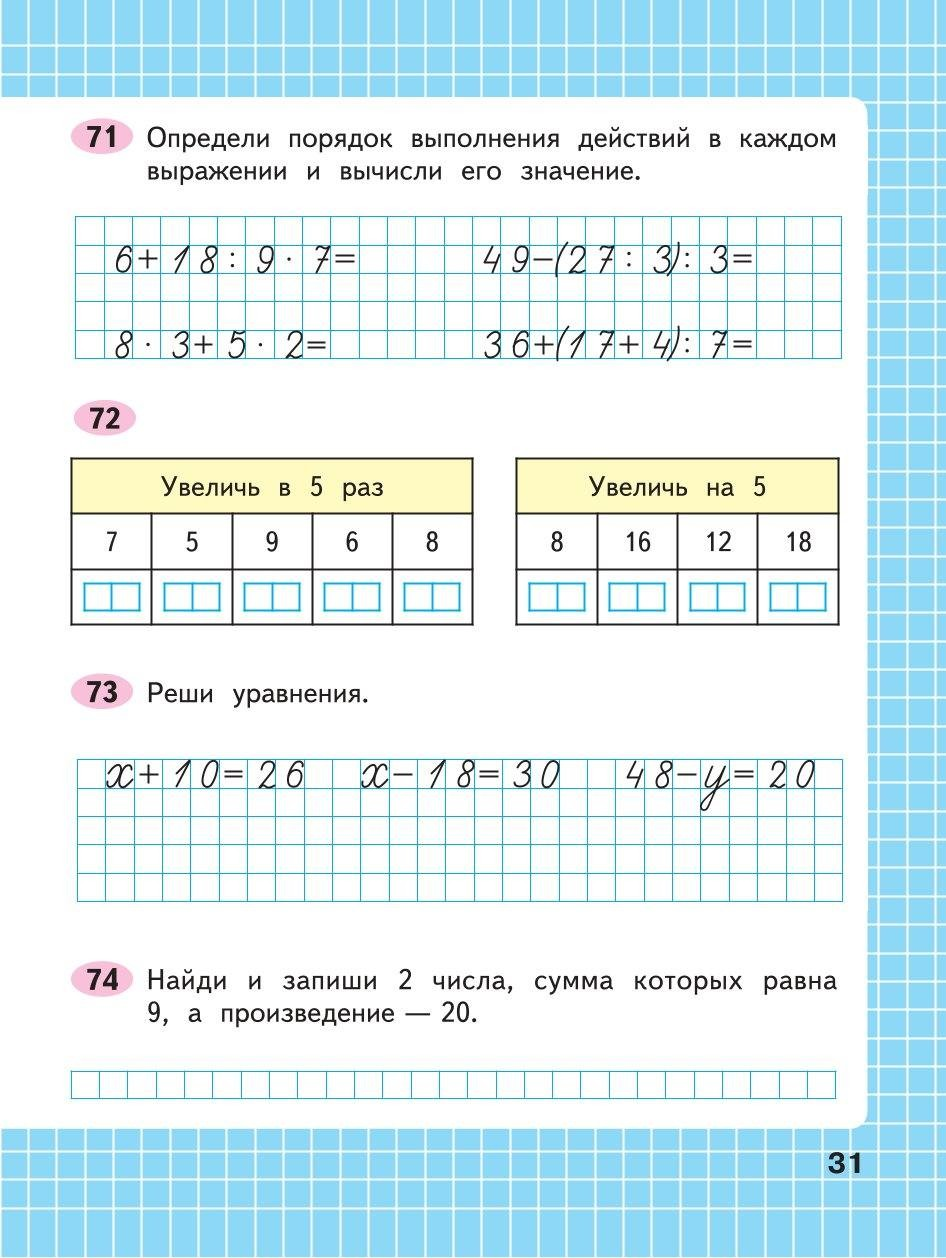 71 Определи порядок выполнения действий в каждом
выражении и вычисли его значение.
6+18:9·7=
49-(27:3):3=
8·3+5·2=
36+(17+4):7=
72
Увеличь в 5 раз
7 5 9 6 8
Увеличь на 5
8 16 12 18
73 Реши уравнения.
x+10=26 x-18=30 48-y=20
74 Найди и запиши 2 числа, сумма которых равна
9, а произведение — 20.
31